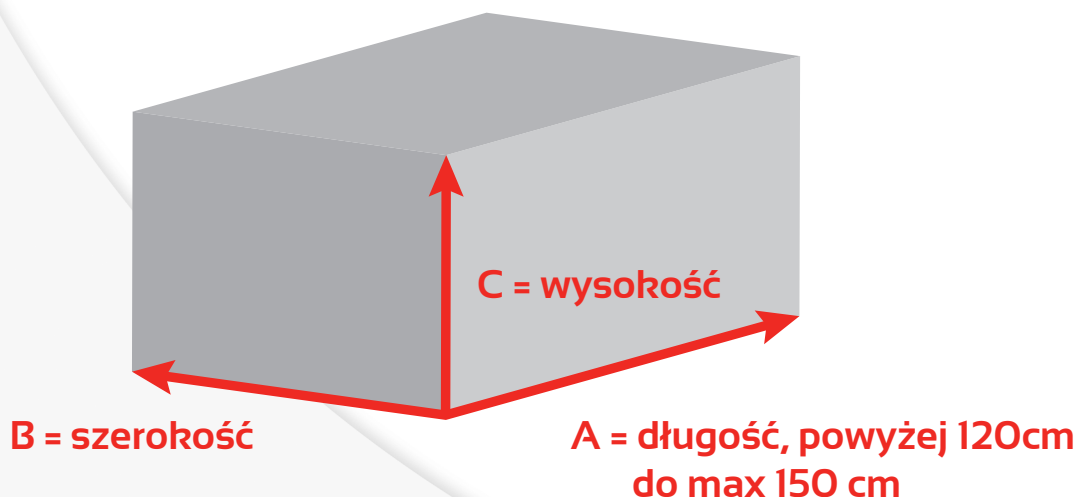 C = wysokość
B = szerokość
A = długość, powyżej 120cm
do max 150 cm